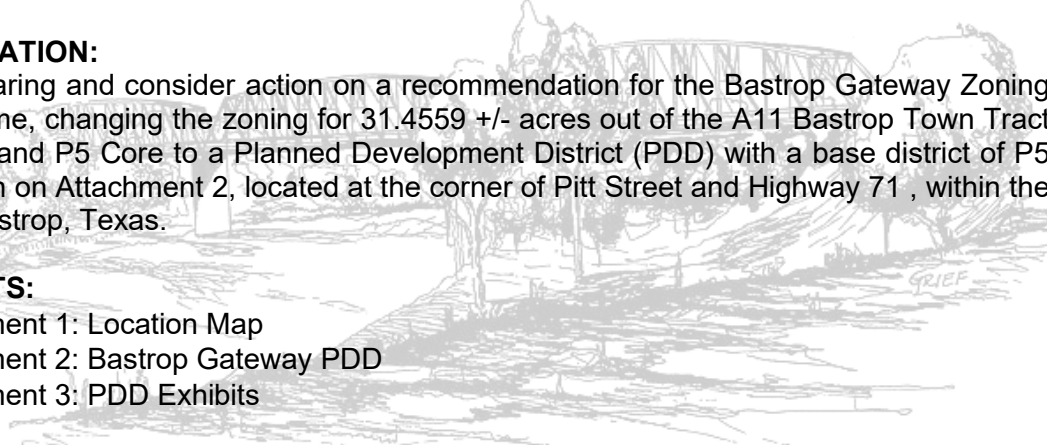 ATION:
aring and consider action on a recommendation for the Bastrop Gateway Zoning
me, changing the zoning for 31.4559 +/- acres out of the A11 Bastrop Town Tract
and P5 Core to a Planned Development District (PDD) with a base district of P5
n on Attachment 2, located at the corner of Pitt Street and Highway 71 , within the
strop, Texas.
TS:
ment 1: Location Map
ment 2: Bastrop Gateway PDD
ment 3: PDD Exhibits
GRIEF